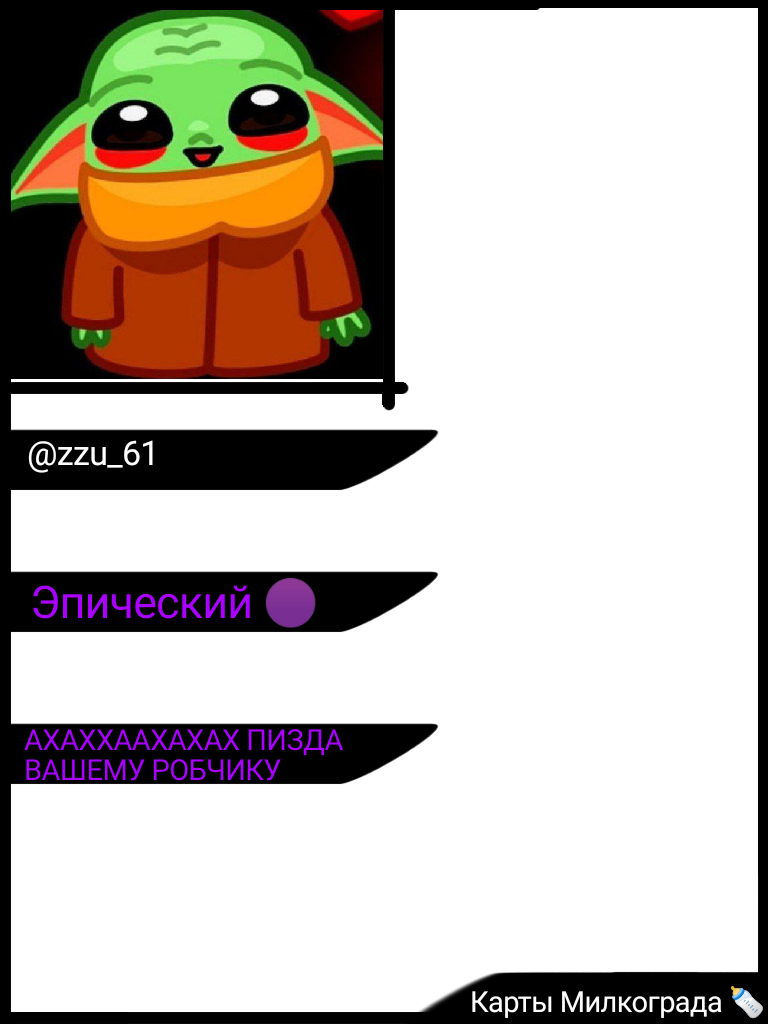 @zzu_61
Эпический 🟣
АХАХХААХАХАХ ПИЗДА
ВАШЕМУ РОБЧИКУ
Карты Милкограда 🍼